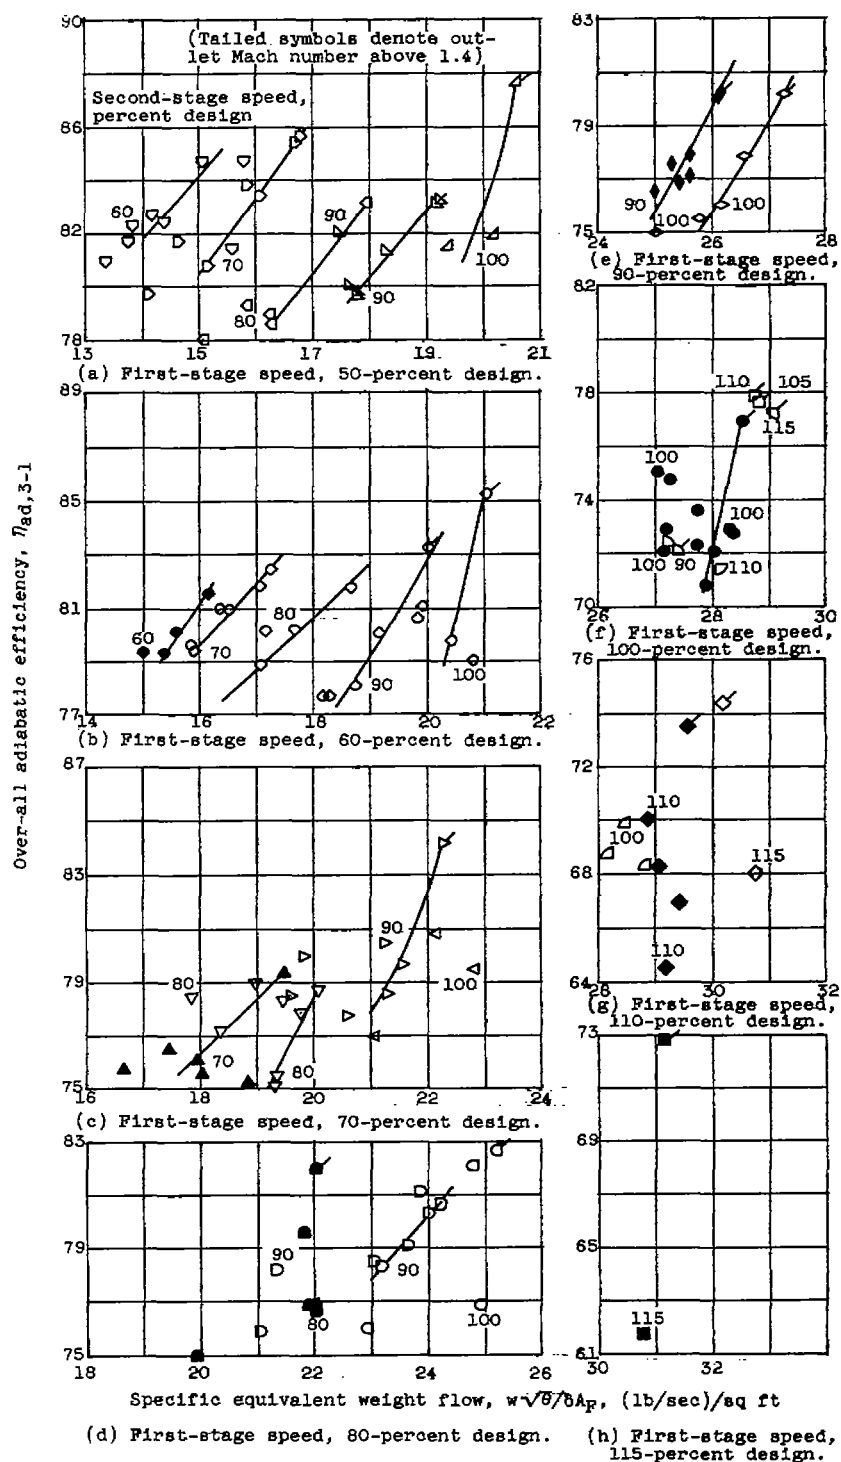 Over-all adiabatic efficiency, ηad,3-1
90
86
82
78
(Tailed symbols denote out-
let Mach number above 1.4)
Second-stage speed,
percent design
60
70
80
90
90
100
13 15 17 19 21
(a) First-stage speed, 50-percent design.
89
85
81
77
60
70
80
90
100
14 16 18 20 22
(b) First-stage speed, 60-percent design.
87
83
79
75
80
70
80
90
100
16 18 20 22 24
(c) First-stage speed, 70-percent design.
83
79
75
90
80
90
100
18 20 22 24 26
83
79
75
90
100
100
24 26 28
(e) First-stage speed,
90-percent design.
82
78
74
70
110 105
115
100
100
100 90 110
26 28 30
(f) First-stage speed,
100-percent design.
76
72
68
64
110
100
115
110
28 30 32
(g) First-stage speed,
110-percent design.
73
69
65
61
115
30 32
Specific equivalent weight flow, w√θ/δAF, (lb/sec)/sq ft
(d) First-stage speed, 80-percent design.
(h) First-stage speed,
115-percent design.